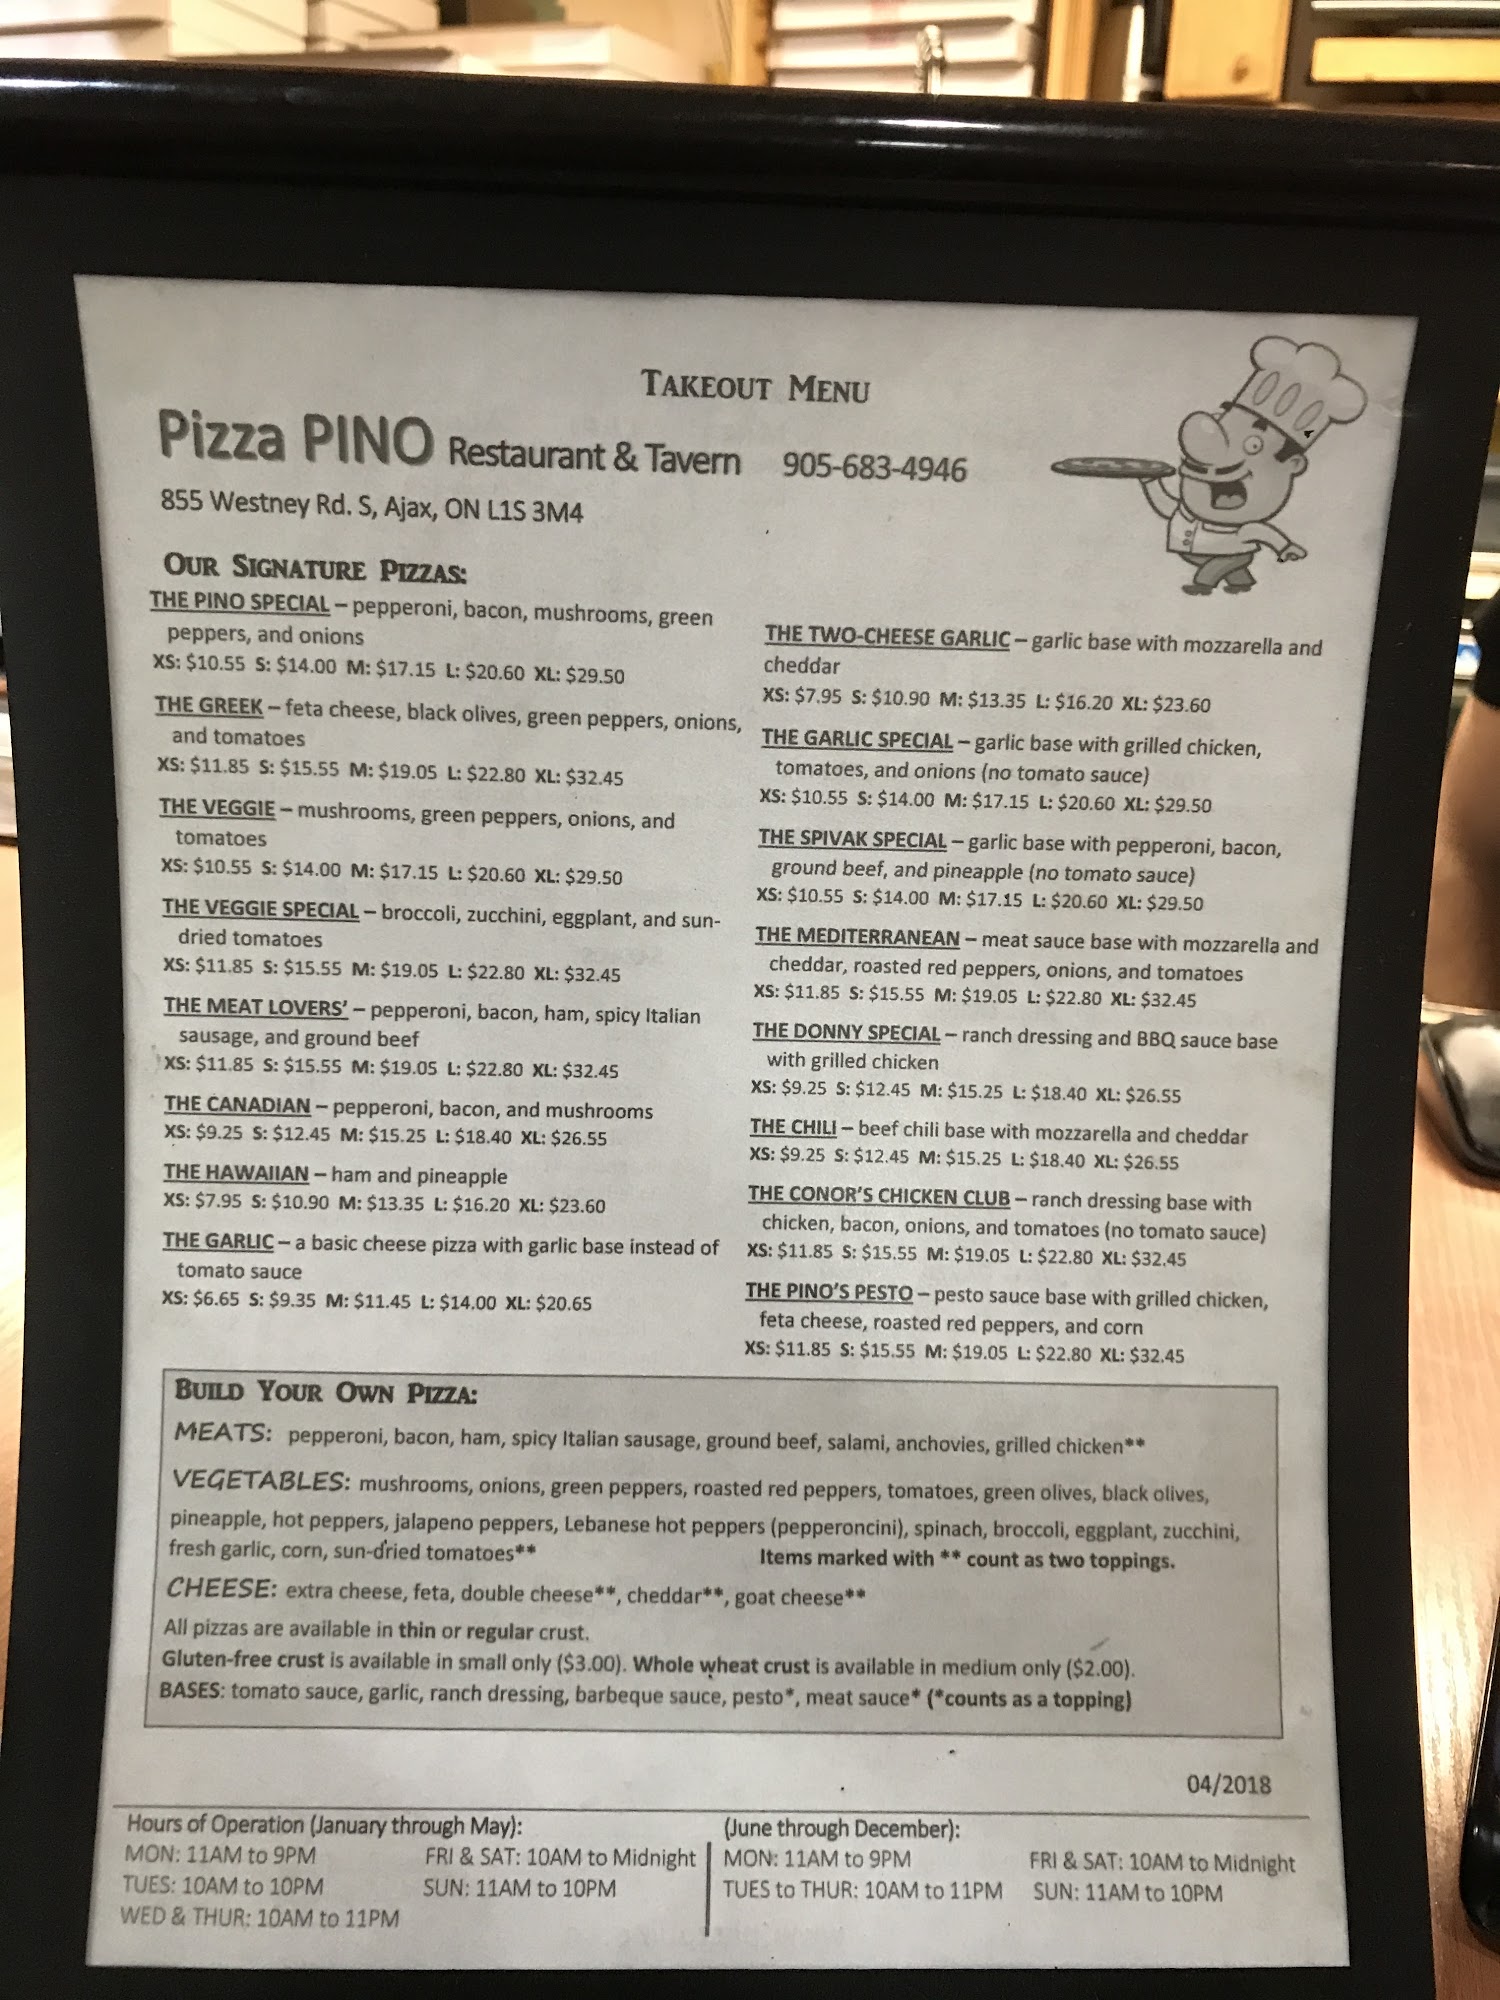 TAKEOUT MENU
Pizza PINO Restaurant & Tavern 905-683-4946
855 Westney Rd. S, Ajax, ON L1S 3M4
OUR SIGNATURE PIZZAS:
THE PINO SPECIAL – pepperoni, bacon, mushrooms, green
peppers, and onions
XS: $10.55 S: $14.00 M: $17.15 L: $20.60 XL: $29.50
THE GREEK – feta cheese, black olives, green peppers, onions,
and tomatoes
XS: $11.85 S: $15.55 M: $19.05 L: $22.80 XL: $32.45
THE VEGGIE – mushrooms, green peppers, onions, and
tomatoes
XS: $10.55 S: $14.00 M: $17.15 L: $20.60 XL: $29.50
THE VEGGIE SPECIAL – broccoli, zucchini, eggplant, and sun-
dried tomatoes
XS: $11.85 S: $15.55 M: $19.05 L: $22.80 XL: $32.45
THE MEAT LOVERS' – pepperoni, bacon, ham, spicy Italian
sausage, and ground beef
XS: $11.85 S: $15.55 M: $19.05 L: $22.80 XL: $32.45
THE CANADIAN – pepperoni, bacon, and mushrooms
XS: $9.25 S: $12.45 M: $15.25 L: $18.40 XL: $26.55
THE HAWAIIAN – ham and pineapple
XS: $7.95 S: $10.90 M: $13.35 L: $16.20 XL: $23.60
THE GARLIC – a basic cheese pizza with garlic base instead of
tomato sauce
XS: $6.65 S: $9.35 M: $11.45 L: $14.00 XL: $20.65
THE TWO-CHEESE GARLIC – garlic base with mozzarella and
cheddar
XS: $7.95 S: $10.90 M: $13.35 L: $16.20 XL: $23.60
THE GARLIC SPECIAL – garlic base with grilled chicken,
tomatoes, and onions (no tomato sauce)
XS: $10.55 S: $14.00 M: $17.15 L: $20.60 XL: $29.50
THE SPIVAK SPECIAL – garlic base with pepperoni, bacon,
ground beef, and pineapple (no tomato sauce)
XS: $10.55 S: $14.00 M: $17.15 L: $20.60 XL: $29.50
THE MEDITERRANEAN – meat sauce base with mozzarella and
cheddar, roasted red peppers, onions, and tomatoes
XS: $11.85 S: $15.55 M: $19.05 L: $22.80 XL: $32.45
THE DONNY SPECIAL – ranch dressing and BBQ sauce base
with grilled chicken
XS: $9.25 S: $12.45 M: $15.25 L: $18.40 XL: $26.55
THE CHILI – beef chili base with mozzarella and cheddar
XS: $9.25 S: $12.45 M: $15.25 L: $18.40 XL: $26.55
THE CONOR'S CHICKEN CLUB – ranch dressing base with
chicken, bacon, onions, and tomatoes (no tomato sauce)
XS: $11.85 S: $15.55 M: $19.05 L: $22.80 XL: $32.45
THE PINO'S PESTO – pesto sauce base with grilled chicken,
feta cheese, roasted red peppers, and corn
XS: $11.85 S: $15.55 M: $19.05 L: $22.80 XL: $32.45
BUILD YOUR OWN PIZZA:
MEATS: pepperoni, bacon, ham, spicy Italian sausage, ground beef, salami, anchovies, grilled chicken**
VEGETABLES: mushrooms, onions, green peppers, roasted red peppers, tomatoes, green olives, black olives,
pineapple, hot peppers, jalapeno peppers, Lebanese hot peppers (pepperoncini), spinach, broccoli, eggplant, zucchini,
fresh garlic, corn, sun-dried tomatoes** Items marked with ** count as two toppings.
CHEESE: extra cheese, feta, double cheese**, cheddar**, goat cheese**
All pizzas are available in thin or regular crust.
Gluten-free crust is available in small only ($3.00). Whole wheat crust is available in medium only ($2.00).
BASES: tomato sauce, garlic, ranch dressing, barbeque sauce, pesto*, meat sauce* (*counts as a topping)
04/2018
Hours of Operation (January through May):
MON: 11AM to 9PM FRI & SAT: 10AM to Midnight
TUES: 10AM to 10PM SUN: 11AM to 10PM
WED & THUR: 10AM to 11PM
(June through December):
MON: 11AM to 9PM FRI & SAT: 10AM to Midnight
TUES to THUR: 10AM to 11PM SUN: 11AM to 10PM